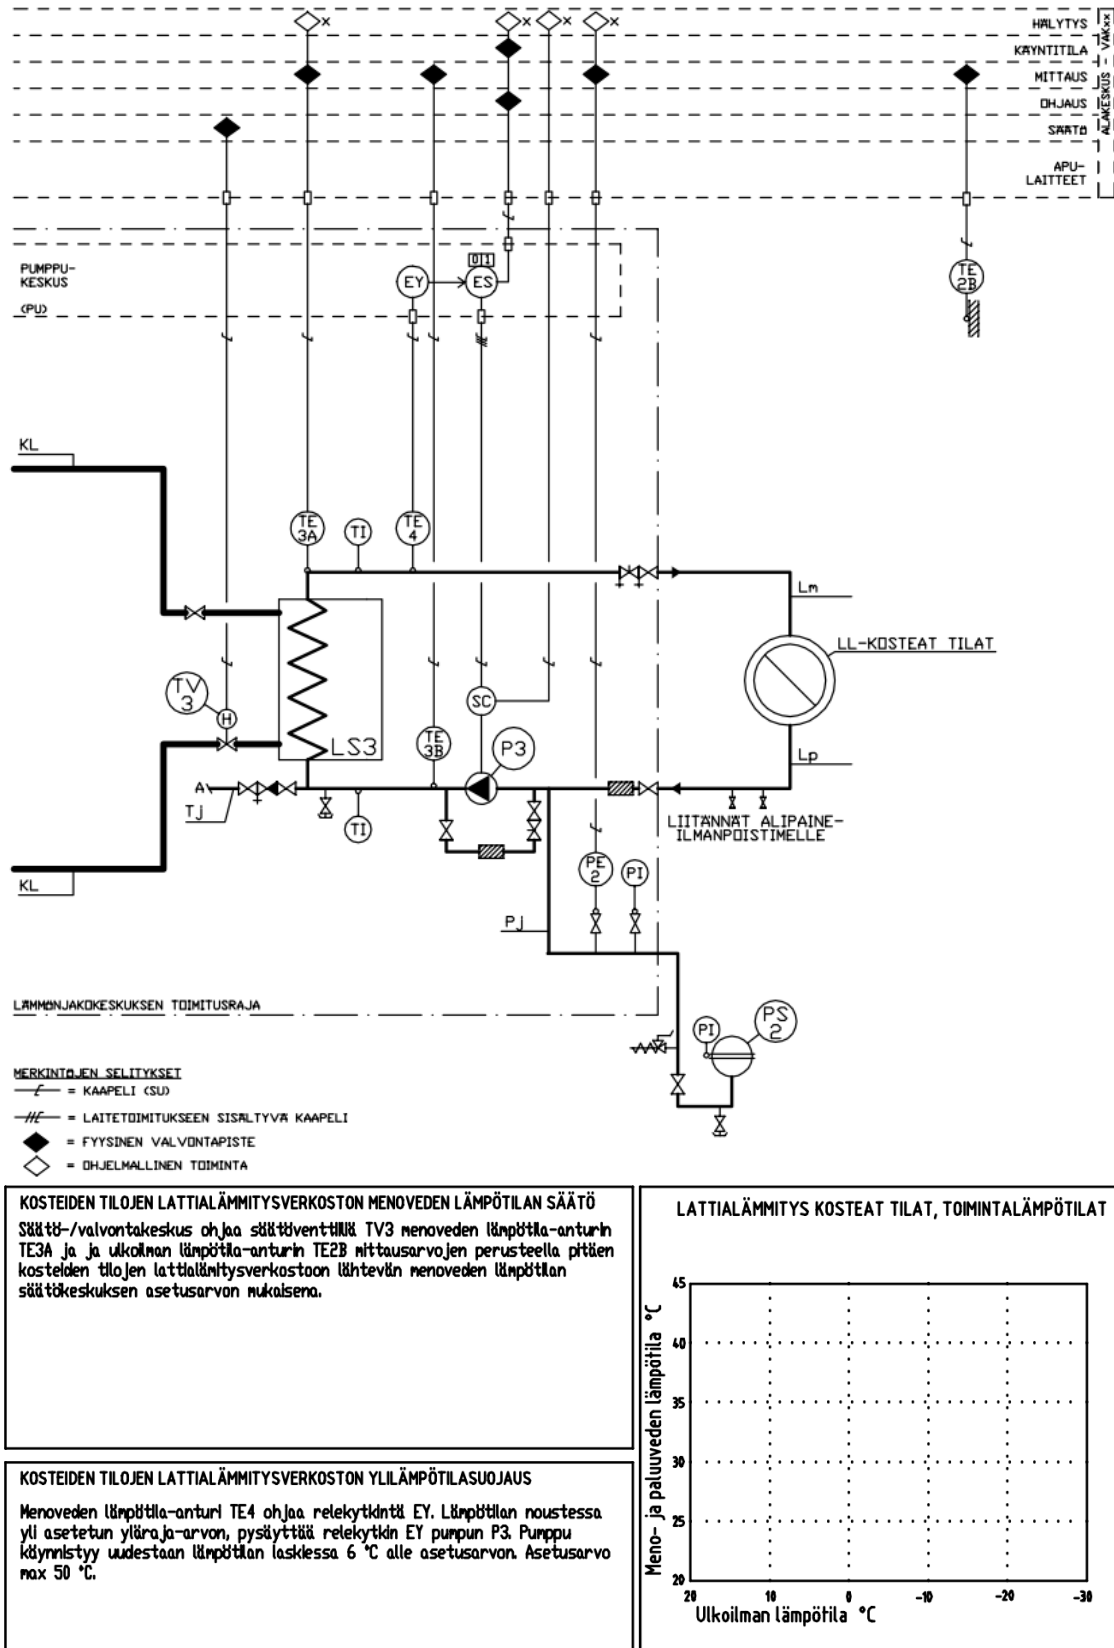 HÄLYTYS
KÄYNTITILA
MITTAUS
OHJAUS
SÄÄTÖ
APU-
LAITTEET
ALAKESKUS - VAKxx
x
x
x
x
PUMPPU-
KESKUS
(PU)
EY
0 1
ES
TE
2B
KL
TE
3A
TI
TE
4
Lm
LL-KOSTEAT TILAT
TV
3
H
SC
LS3
TE
3B
P3
Lp
A
Tj
TI
LIITÄNNÄT ALIPAINE-
ILMANPOISTIMELLE
KL
PE
2
PI
Pj
LÄMMÖNJAKOKESKUKSEN TOIMITUSRAJA
PI
PS
2
MERKINTÖJEN SELITYKSET
= KAAPELI (SU)
= LAITETOIMITUKSEEN SISÄLTYVÄ KAAPELI
= FYYSINEN VALVONTAPISTE
= OHJELMALLINEN TOIMINTA
KOSTEIDEN TILOJEN LATTIALÄMMITYSVERKOSTON MENOVEDEN LÄMPÖTILAN SÄÄTÖ
Säätö-/valvontakeskus ohjaa säätöventtiiliä TV3 menoveden lämpötila-anturin
TE3A ja ja ulkoilman lämpötila-anturin TE2B mittausarvojen perusteella pitäen
kosteiden tilojen lattialämitysverkostoon lähtevän menoveden lämpötilan
säätökeskuksen asetusarvon mukaisena.
KOSTEIDEN TILOJEN LATTIALÄMMITYSVERKOSTON YLILÄMPÖTILASUOJAUS
Menoveden lämpötila-anturi TE4 ohjaa relekytkintä EY. Lämpötilan noustessa
yli asetetun yläraja-arvon, pysäyttää relekytkin EY pumpun P3. Pumppu
käynnistyy uudestaan lämpötilan laskiessa 6 °C alle asetusarvon. Asetusarvo
max 50 °C.
LATTIALÄMMITYS KOSTEAT TILAT, TOIMINTALÄMPÖTILAT
Meno- ja paluuveden lämpötila °C
45
40
35
30
25
20
20 10 0 -10 -20 -30
Ulkoilman lämpötila °C